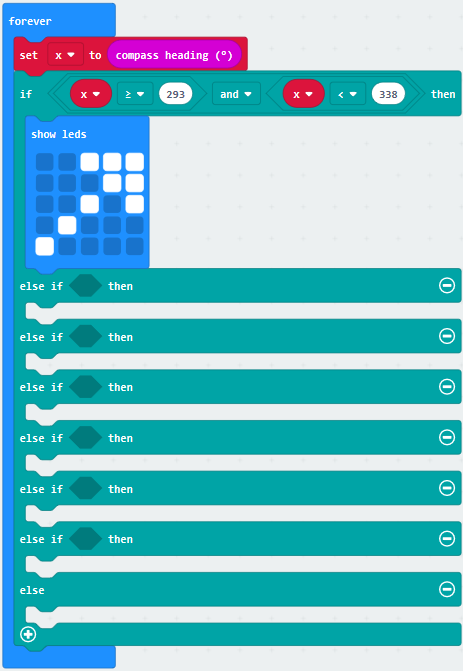 forever
set x to compass heading (°)
if x ≥ 293 and x < 338 then
show leds
else if then
else if then
else if then
else if then
else if then
else if then
else